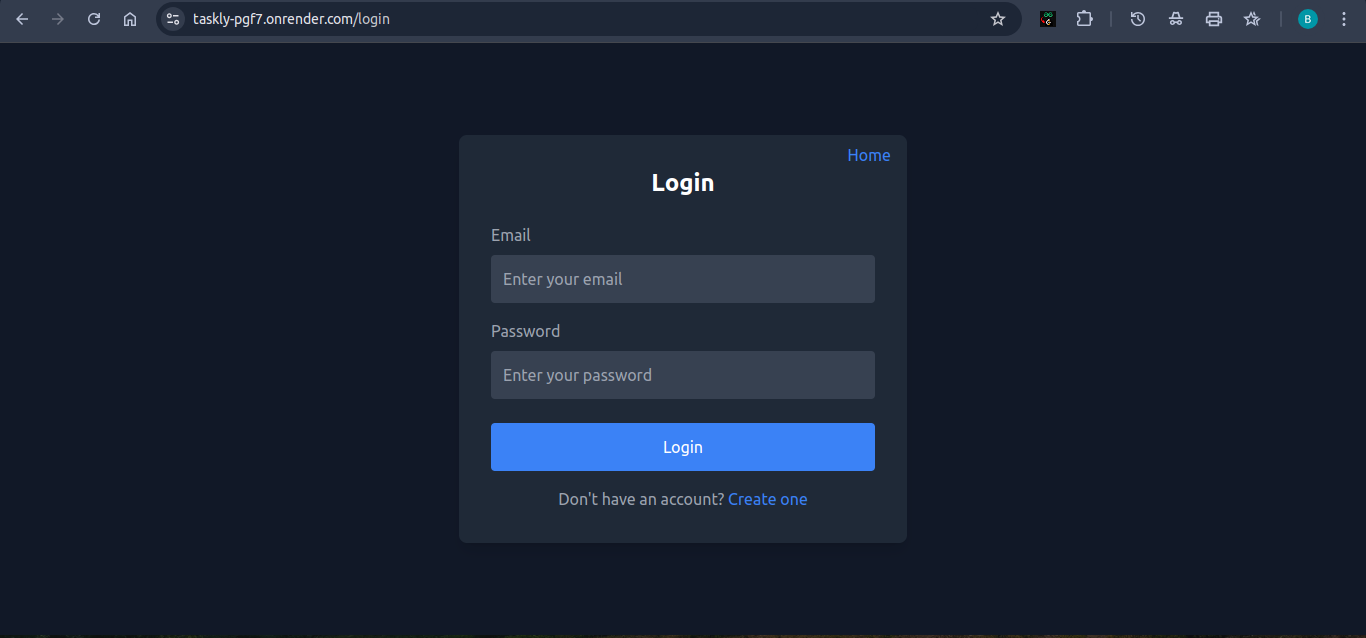 taskly-pgf7.onrender.com/login
B
Home
Login
Email
Enter your email
Password
Enter your password
Login
Don't have an account? Create one